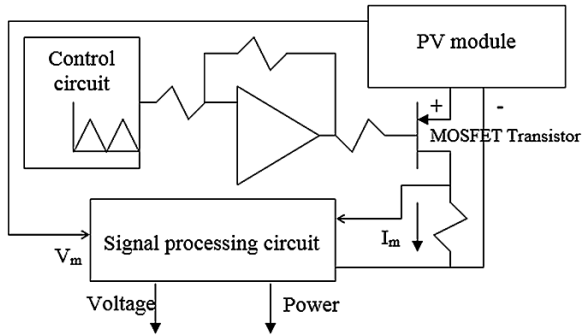 PV module
Control
circuit
+ -
MOSFET Transistor
Signal processing circuit
Vm
Im
Voltage
Power